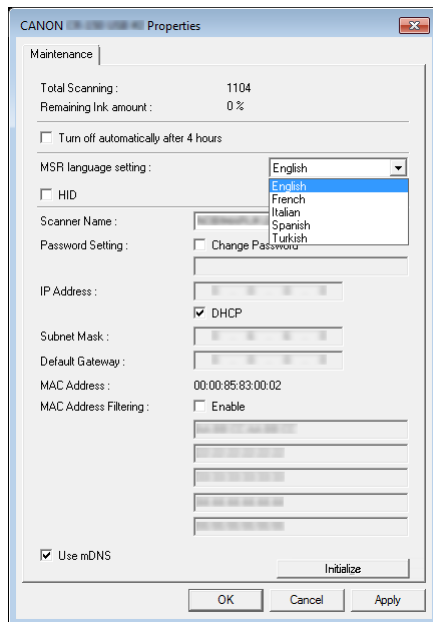 CANON Properties
Maintenance
Total Scanning : 1104
Remaining Ink amount : 0 %
Turn off automatically after 4 hours
MSR language setting : English
English
HID French
Italian
Spanish
Turkish
Scanner Name :
Password Setting : Change Password
IP Address :
DHCP
Subnet Mask :
Default Gateway :
MAC Address : 00:00:85:83:00:02
MAC Address Filtering : Enable
Use mDNS
Initialize
OK Cancel Apply